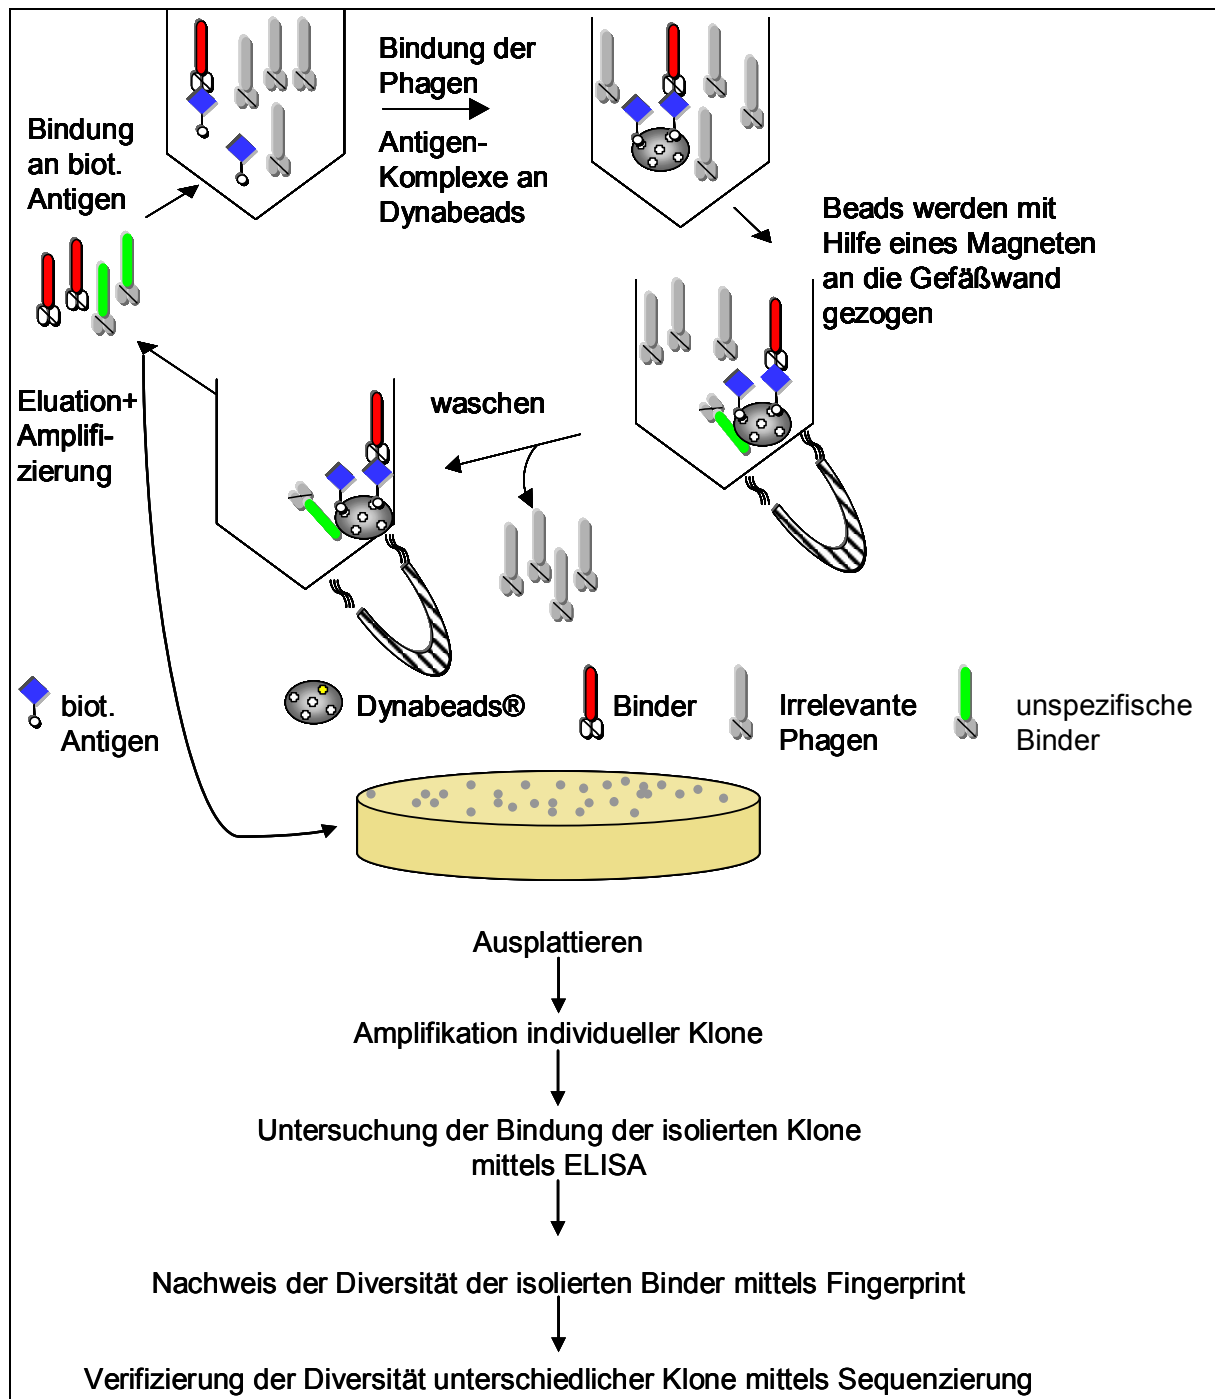 Bindung an biot.
Antigen
Bindung der
Phagen
Antigen-
Komplexe an
Dynabeads
Beads werden mit
Hilfe eines Magneten
an die Gefäßwand
gezogen
waschen
Eluation+
Amplifi-
zierung
biot.
Antigen
Dynabeads®
Binder
Irrelevante
Phagen
unspezifische
Binder
Ausplattieren
Amplifikation individueller Klone
Untersuchung der Bindung der isolierten Klone
mittels ELISA
Nachweis der Diversität der isolierten Binder mittels Fingerprint
Verifizierung der Diversität unterschiedlicher Klone mittels Sequenzierung